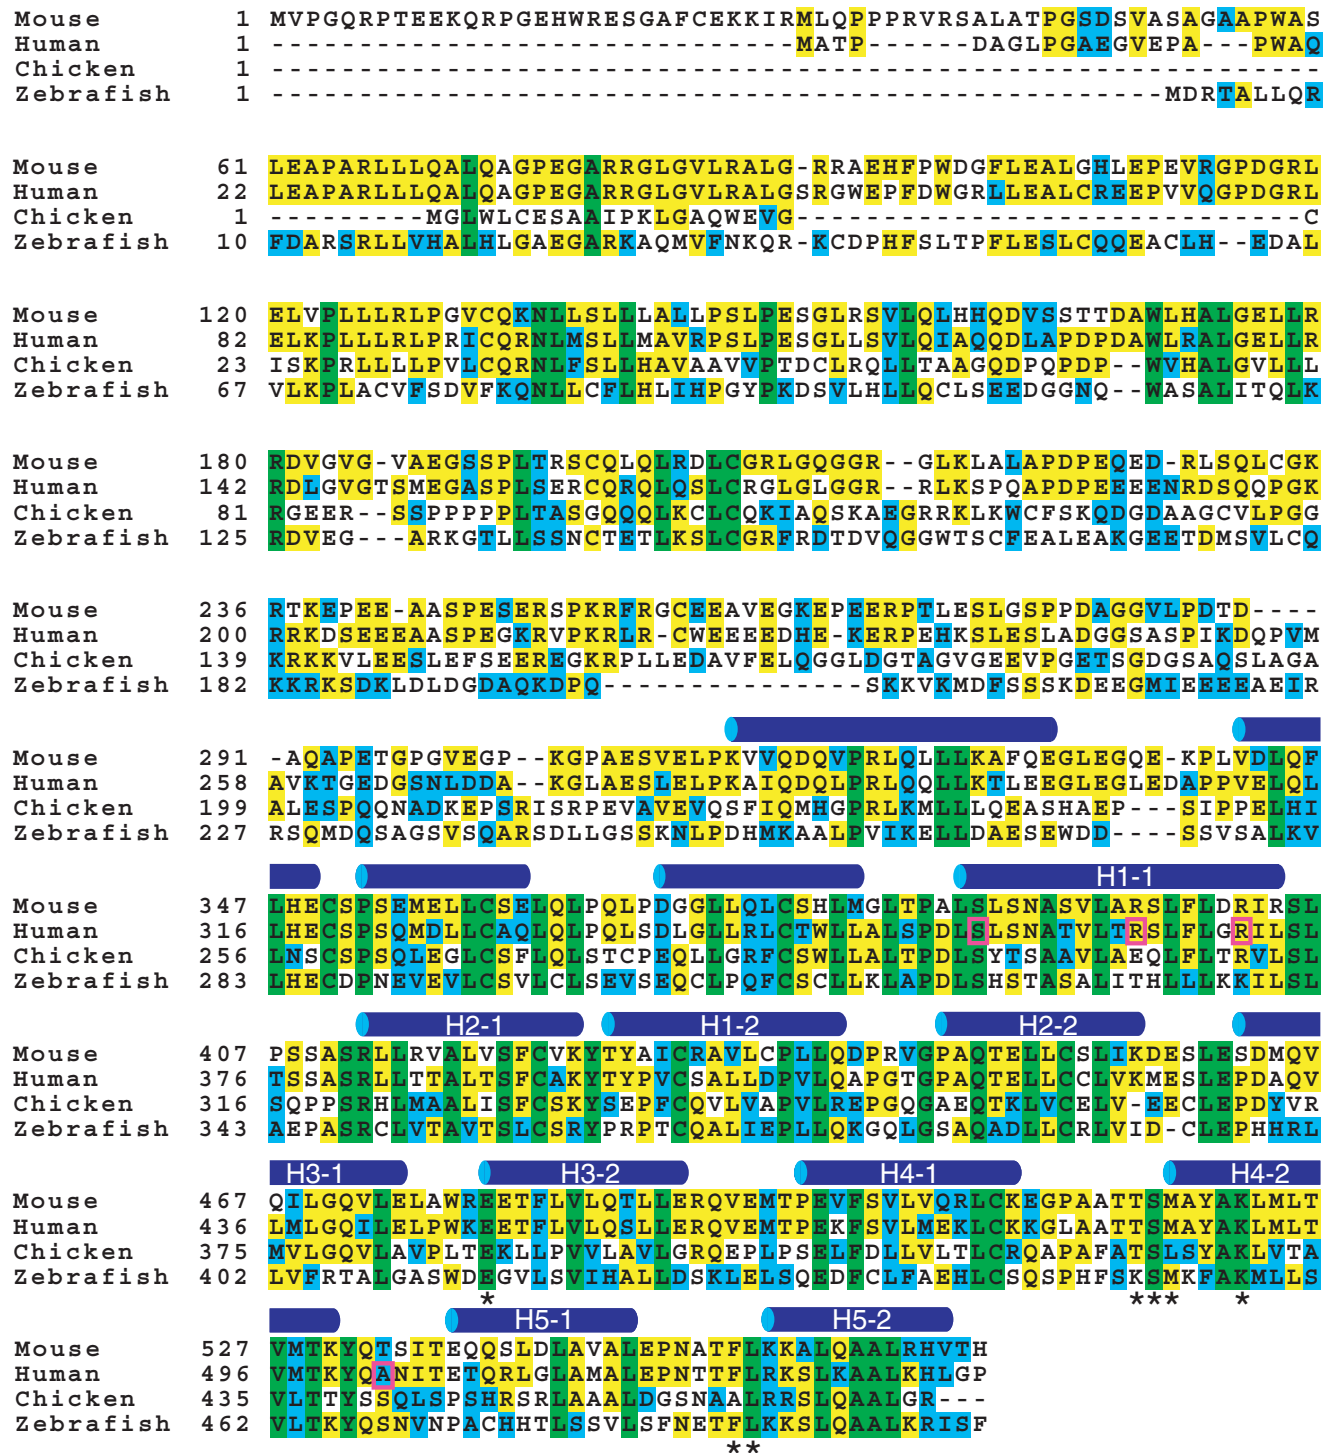 Mouse 1 MVPGQRPTEEKQRPGEHWRESGAFCEKKIRMLQPPPRVRSALATPGSDSVASAGAAPWAS
Human 1 ------------------------------MATP------DAGLPGAEGVEPA---PWAQ
Chicken 1 ------------------------------------------------------------
Zebrafish 1 ---------------------------------------------------MDRTALLQR
Mouse 61 LEAPARLLLQALQAGPEGARRGLGVLRALG-RRAEHFPWDGFLEALGHLEPEVRGPDGRL
Human 22 LEAPARLLLQALQAGPEGARRGLGVLRALGSRGWEPFDWGRLLEALCREEPVVQGPDGRL
Chicken 1 ---------MGLWLCESAAIPKLGAQWEVG-----------------------------C
Zebrafish 10 FDARSRLLVHALHLGAEGARKAQMVFNKQR-KCDPHFSLTPFLESLCQQEACLH--EDAL
Mouse 120 ELVPLLLRLPGVCQKNLLSLLLALLPSLPESGLRSVLQLHHQDVSSTTDAWLHALGELLR
Human 82 ELKPLLLRLPRICQRNLMSLLMAVRPSLPESGLLSVLQIAQQDLAPDPDAWLRALGELLR
Chicken 23 ISKPRLLLLPVLCQRNLFSLLHAVAAVVPTDCLRQLLTAAGQDPQPDP--WVHALGVLLL
Zebrafish 67 VLKPLACVFSDVFKQNLLCFLHLIHPGYPKDSVLHLLQCLSEEDGGNQ--WASALITQLK
Mouse 180 RDVGVG-VAEGSSPLTRSCQLQLRDLCGRLGQGGR--GLKLALAPDPEQED-RLSQLCGK
Human 142 RDLGVGTSMEGASPLSERCQRQLQSLCRGLGLGGR--RLKSPQAPDPEEEENRDSQQPGK
Chicken 81 RGEER--SSPPPPPLTASGQQQLKCLCQKIAQSKAEGRRKLKWCFSKQDGDAAGCVLPGG
Zebrafish 125 RDVEG---ARKGTLLSSNCTETLKSLCGRFRDTDVQGGWTSCFEALEAKGEETDMSVLCQ
Mouse 236 RTKEPEE-AASPESERSPKRFRGCEEAVEGKEPEERPTLESLGSPPDAGGVLPDTD----
Human 200 RRKDSEEEAASPEGKRVPKRLR-CWEEEEDHE-KERPEHKSLESLADGGSASPIKDQPVM
Chicken 139 KRKKVLEESLEFSEEREGKRPLLEDAVFELQGGLDGTAGVGEEVPGETSGDGSAQSLAGA
Zebrafish 182 KKRKSDKLDLDGDAQKDPQ---------------SKKVKMDFSSSKDEEGMIEEEEAEIR
Mouse 291 -AQAPETGPGVEGP--KGPAESVELPKVVQDQVPRLQLLLKAFQEGLEGQE-KPLVDLQF
Human 258 AVKTGEDGSNLDDA--KGLAESLELPKAIQDQLPRLQQLLKTLEEGLEGLEDAPPVELQL
Chicken 199 ALESPQQNADKEPSRISRPEVAVEVQSFIQMHGPRLKMLLLQEASHAEP---SIPPELHI
Zebrafish 227 RSQMDQSAGSVSQARSDLLGSSKNLPDHMKAALPVIKELLDAESEWDD----SSVSALKV
H1-1
Mouse 347 LHECSPSEMELLCSELQLPQLPDGGLLQLCSHLMGLTPALSLSNASVLARSLFLDRIRSL
Human 316 LHECSPSQMDLLCAQLQLPQLSDLGLLRLCTWLLALSPDLSLSNATVLTRSLFLGRILSL
Chicken 256 LNSCSPSQLEGLCSFLQLSTCPEQLLGRFCSWLLALTPDLSYTSAAVLAEQLFLTRVLSL
Zebrafish 283 LHECDPNEVEVLCSVLCLSEVSEQCLPQFCSCLLKLAPDLSHSTASALITHLLLKKILSL
H2-1 H1-2 H2-2
Mouse 407 PSSASRLLRVALVSFCVKYTYAICRAVLCPLLQDPRVGPAQTELLCSLIKDESLESDMQV
Human 376 TSSASRLLTTALTSFCAKYTYPVCSALLDPVLQAPGTGPAQTELLCCLVKMESLEPDAQV
Chicken 316 SQPPSRHLMAALISFCSKYSEPFCQVLVAPVLREPGQGAEQTKLVCELV-EECLEPDYVR
Zebrafish 343 AEPASRCLVTAVTSLCSRYPRPTCQALIEPLLQKGQLGSAQADLLCRLVID-CLEPHHRL
H3-1 H3-2 H4-1 H4-2
Mouse 467 QILGQVLELAWREETFLVLQTLLERQVEMTPEVFSVLVQRLCKEGPAATTSMAYAKLMLT
Human 436 LMLGQILELPWKEETFLVLQSLLERQVEMTPEKFSVLMEKLCKKGLAATTSMAYAKLMLT
Chicken 375 MVLGQVLAVPLTEKLLPVVLAVLGRQEPLPSELFDLLVLTLCRQAPAFATSLSYAKLVTA
Zebrafish 402 LVFRTALGASWDEGVLSVIHALLDSKLELSQEDFCLFAEHLCSQSPHFSKSMKFAKMLLS
* *** *
H5-1 H5-2
Mouse 527 VMTKYQTSITEQQSLDLAVALEPNATFLKKALQAALRHVTH
Human 496 VMTKYQANITETQRLGLAMALEPNTTFLRKSLKAALKHLGP
Chicken 435 VLTTYSSQLSPSHRSRLAAALDGSNAALRRSLQAALGR---
Zebrafish 462 VLTKYQSNVNPACHHTLSSVLSFNETFLKKSLQAALKRISF
**